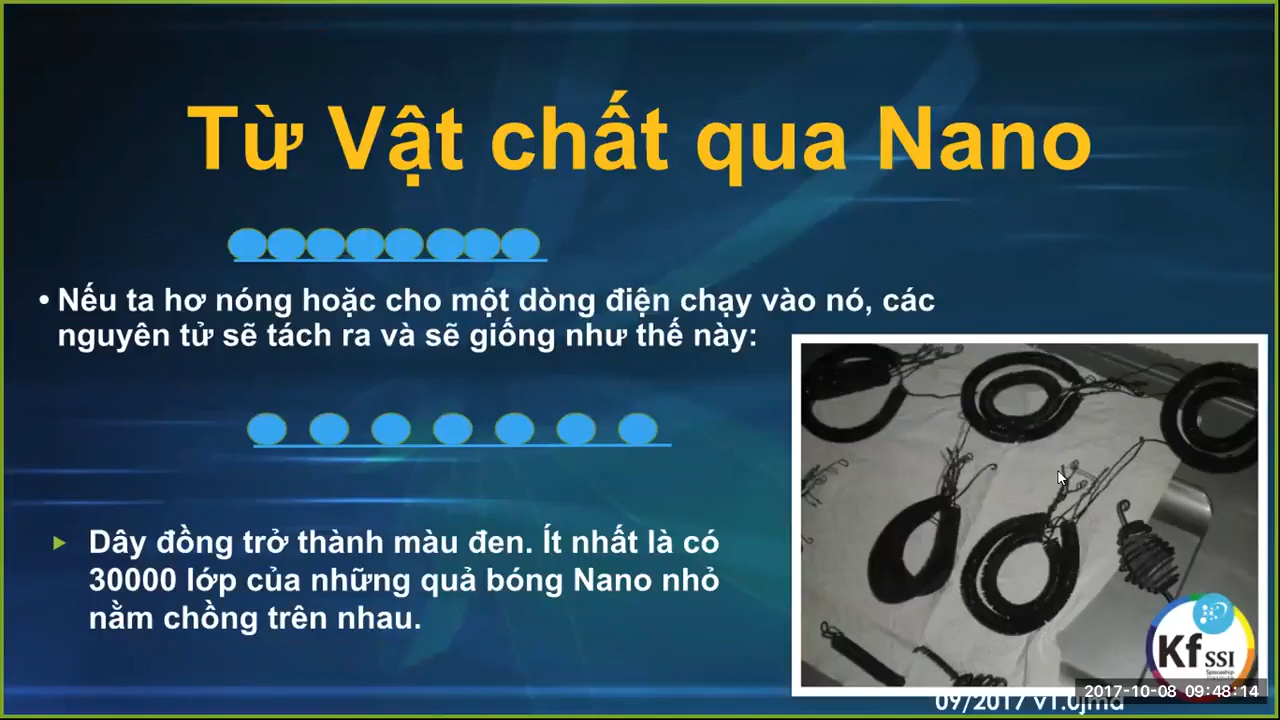 Từ Vật chất qua Nano
• Nếu ta hơ nóng hoặc cho một dòng điện chạy vào nó, các
nguyên tử sẽ tách ra và sẽ giống như thế này:
Dây đồng trở thành màu đen. Ít nhất là có
30000 lớp của những quả bóng Nano nhỏ
nằm chồng trên nhau.
Kf SSI
Spaceship
2017-10-08 09:48:14
09/2017 v1.0jmd